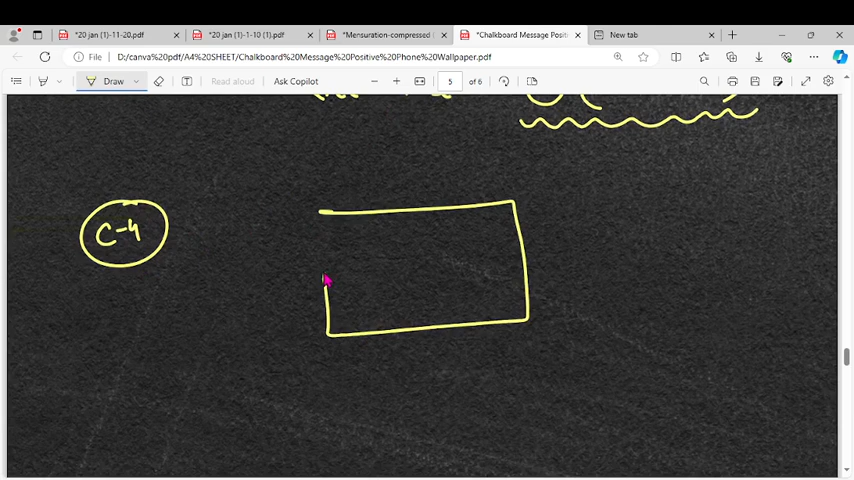 *20 jan (1)-11-20.pdf
*20 jan (1)-1-10 (1).pdf
*Mensuration-compressed
*Chalkboard Message Posit
New tab
File
D:/canva%20pdf/A4%20SHEET/Chalkboard%20Message%20Positive%20Phone%20Wallpaper.pdf
Draw
Read aloud
Ask Copilot
5
of 6
C-4